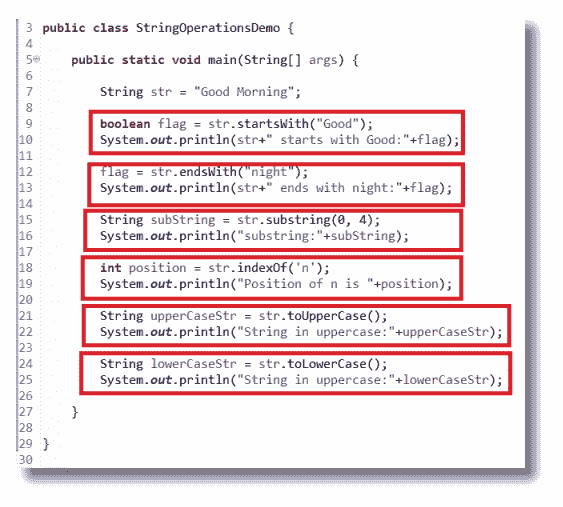 3 public class StringOperationsDemo {
4
5 public static void main(String[] args) {
6
7 String str = "Good Morning";
8
9 boolean flag = str.startsWith("Good");
10 System.out.println(str+" starts with Good:"+flag);
11
12 flag = str.endsWith("night");
13 System.out.println(str+" ends with night:"+flag);
14
15 String subString = str.substring(0, 4);
16 System.out.println("substring:"+subString);
17
18 int position = str.indexOf('n');
19 System.out.println("Position of n is "+position);
20
21 String upperCaseStr = str.toUpperCase();
22 System.out.println("String in uppercase:"+upperCaseStr);
23
24 String lowerCaseStr = str.toLowerCase();
25 System.out.println("String in uppercase:"+lowerCaseStr);
26
27 }
28
29 }
30